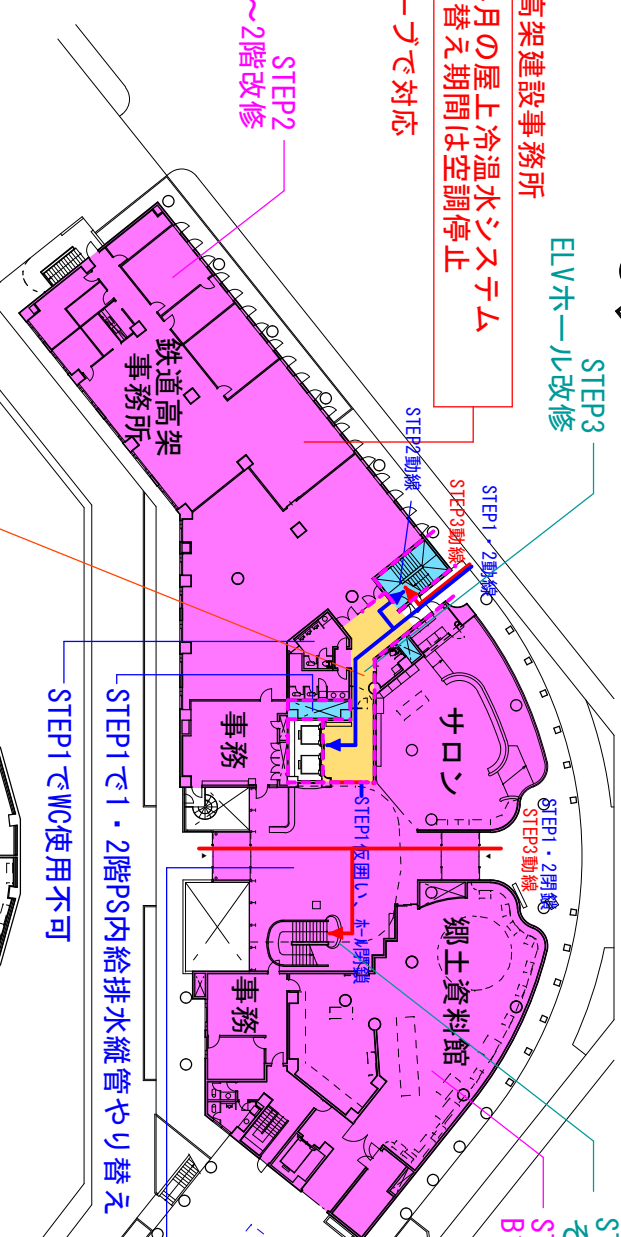 高架建設事務所
月の屋上冷温水システム
替え期間は空調停止
ーブで対応
STEP2
～2階改修
STEP3
ELVホール改修
STEP2動線
STEP3動線
STEP1・2動線
鉄道高架
事務所
サロン
STEP1・2閉鎖
STEP3動線
事務
STEP1仮囲い、ホール閉鎖
郷土資料館
事務
STEP1で1・2階PS内給排水縦管やり替え
STEP1でWC使用不可